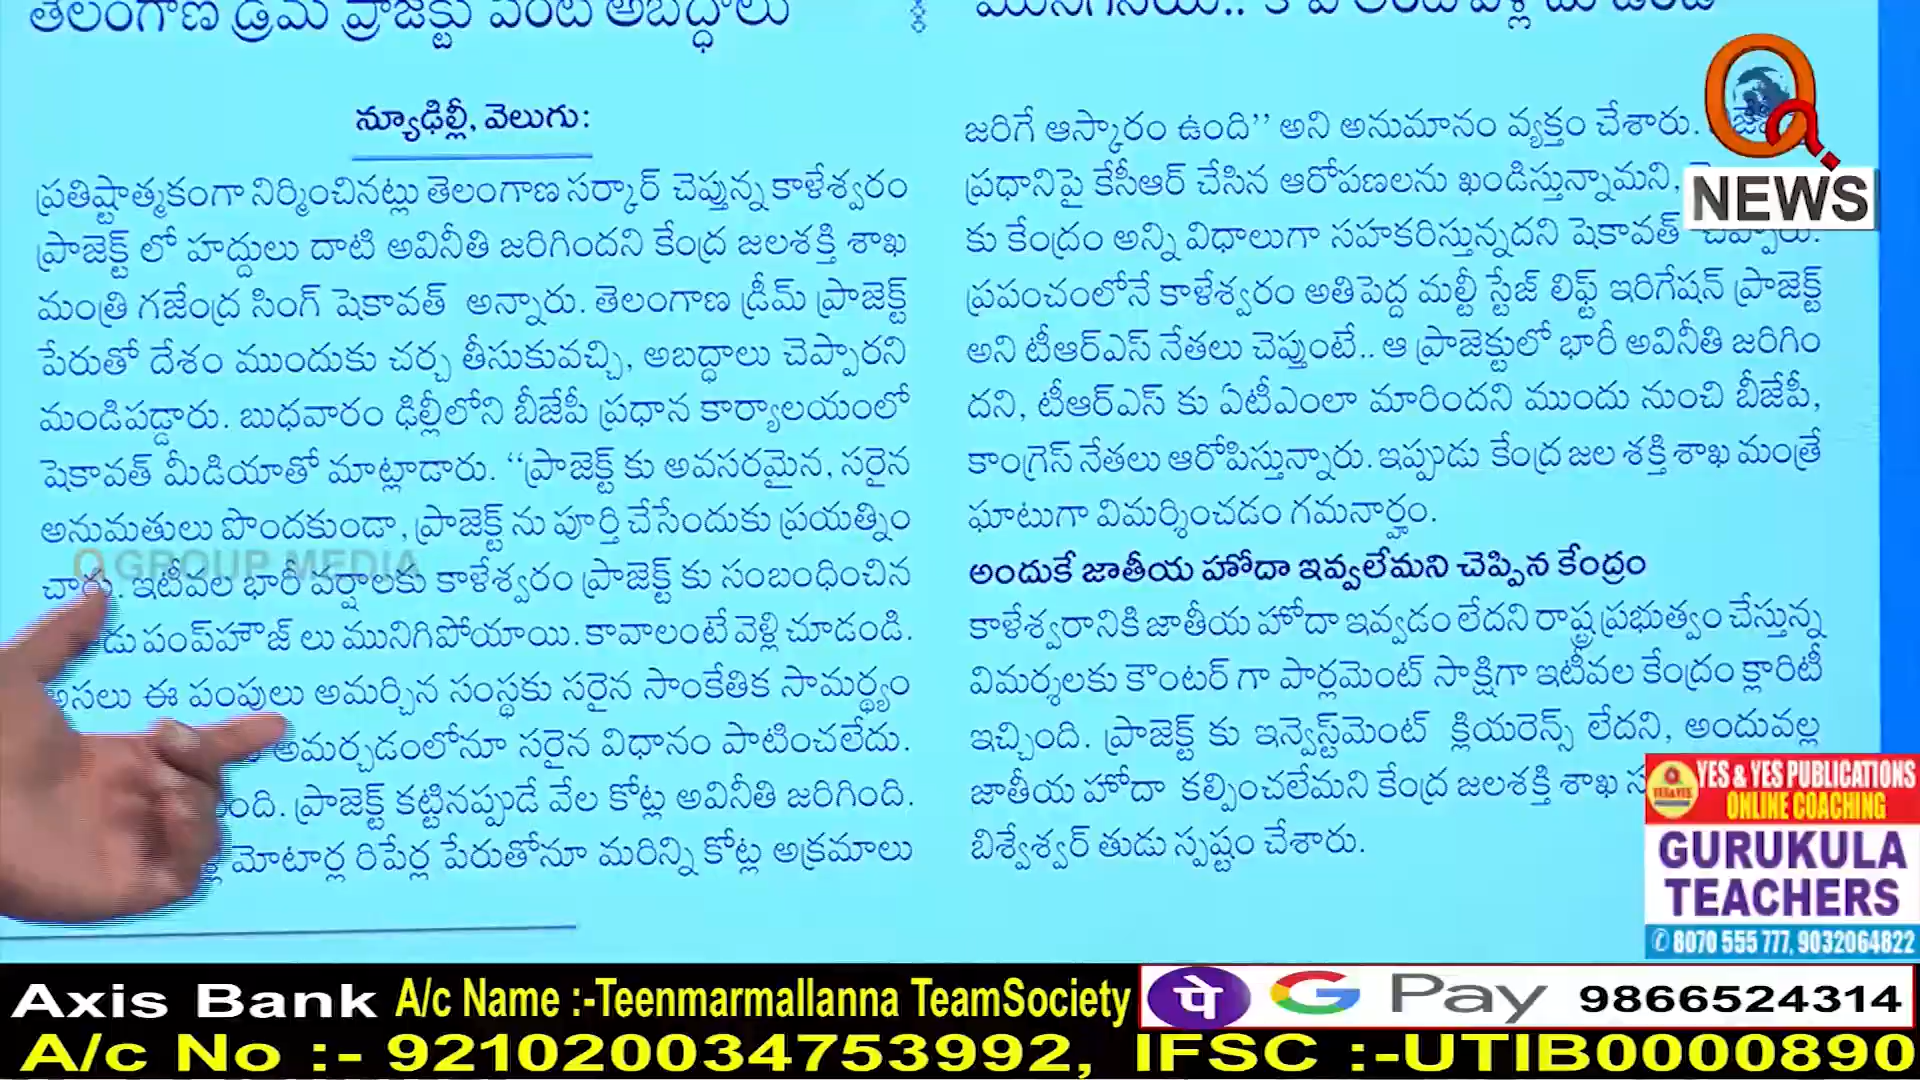 తెలంగాణ డ్రీమ్ ప్రాజెక్టు పేరిట అబద్ధాలు
న్యూఢిల్లీ, వెలుగు:
ప్రతిష్టాత్మకంగా నిర్మించినట్లు తెలంగాణ సర్కార్ చెప్తున్న కాళేశ్వరం
ప్రాజెక్ట్ లో హద్దులు దాటి అవినీతి జరిగిందని కేంద్ర జలశక్తి శాఖ
మంత్రి గజేంద్ర సింగ్ షెకావత్ అన్నారు. తెలంగాణ డ్రీమ్ ప్రాజెక్ట్
పేరుతో దేశం ముందుకు చర్చ తీసుకువచ్చి, అబద్ధాలు చెప్పారని
మండిపడ్డారు. బుధవారం ఢిల్లీలోని బీజేపీ ప్రధాన కార్యాలయంలో
షెకావత్ మీడియాతో మాట్లాడారు. ‘‘ప్రాజెక్ట్ కు అవసరమైన, సరైన
అనుమతులు పొందకుండా, ప్రాజెక్ట్ ను పూర్తి చేసేందుకు ప్రయత్నిం
చారు. ఇటీవల భారీ వర్షాలకు కాళేశ్వరం ప్రాజెక్ట్ కు సంబంధించిన
డు పంప్‌హౌజ్ లు మునిగిపోయాయి. కావాలంటే వెళ్లి చూడండి.
అసలు ఈ పంపులు అమర్చిన సంస్థకు సరైన సాంకేతిక సామర్థ్యం
అమర్చడంలోనూ సరైన విధానం పాటించలేదు.
ంది. ప్రాజెక్ట్ కట్టినప్పుడే వేల కోట్ల అవినీతి జరిగింది.
మోటార్ల రిపేర్ల పేరుతోనూ మరిన్ని కోట్ల అక్రమాలు
జరిగే ఆస్కారం ఉంది’’ అని అనుమానం వ్యక్తం చేశారు.
ప్రధానిపై కేసీఆర్ చేసిన ఆరోపణలను ఖండిస్తున్నామని,
కు కేంద్రం అన్ని విధాలుగా సహకరిస్తున్నదని షెకావత్ చెప్పారు.
ప్రపంచంలోనే కాళేశ్వరం అతిపెద్ద మల్టీ స్టేజ్ లిఫ్ట్ ఇరిగేషన్ ప్రాజెక్ట్
అని టీఆర్ఎస్ నేతలు చెప్తుంటే.. ఆ ప్రాజెక్టులో భారీ అవినీతి జరిగిం
దని, టీఆర్ఎస్ కు ఏటీఎంలా మారిందని ముందు నుంచి బీజేపీ,
కాంగ్రెస్ నేతలు ఆరోపిస్తున్నారు. ఇప్పుడు కేంద్ర జల శక్తి శాఖ మంత్రే
ఘాటుగా విమర్శించడం గమనార్హం.
అందుకే జాతీయ హోదా ఇవ్వలేమని చెప్పిన కేంద్రం
కాళేశ్వరానికి జాతీయ హోదా ఇవ్వడం లేదని రాష్ట్ర ప్రభుత్వం చేస్తున్న
విమర్శలకు కౌంటర్ గా పార్లమెంట్ సాక్షిగా ఇటీవల కేంద్రం క్లారిటీ
ఇచ్చింది. ప్రాజెక్ట్ కు ఇన్వెస్ట్‌మెంట్ క్లియరెన్స్ లేదని, అందువల్ల
జాతీయ హోదా కల్పించలేమని కేంద్ర జలశక్తి శాఖ
బిశ్వేశ్వర్ తుడు స్పష్టం చేశారు.
Q GROUP MEDIA
Q
NEWS
YES & YES PUBLICATIONS
ONLINE COACHING
GURUKULA
TEACHERS
✆ 8070 555 777, 9032064822
Axis Bank A/c Name :-Teenmarmallanna TeamSociety
पे G Pay 9866524314
A/c No :- 921020034753992, IFSC :-UTIB0000890